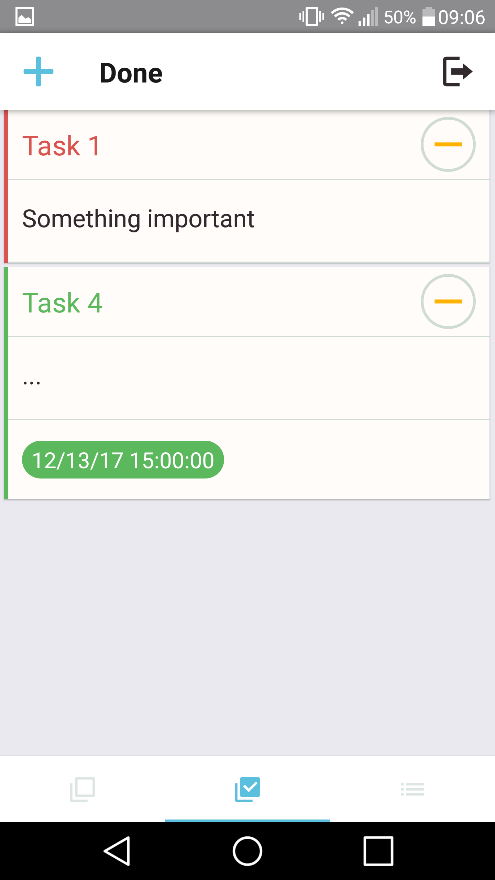 50% 09:06
Done
Task 1
Something important
Task 4
...
12/13/17 15:00:00